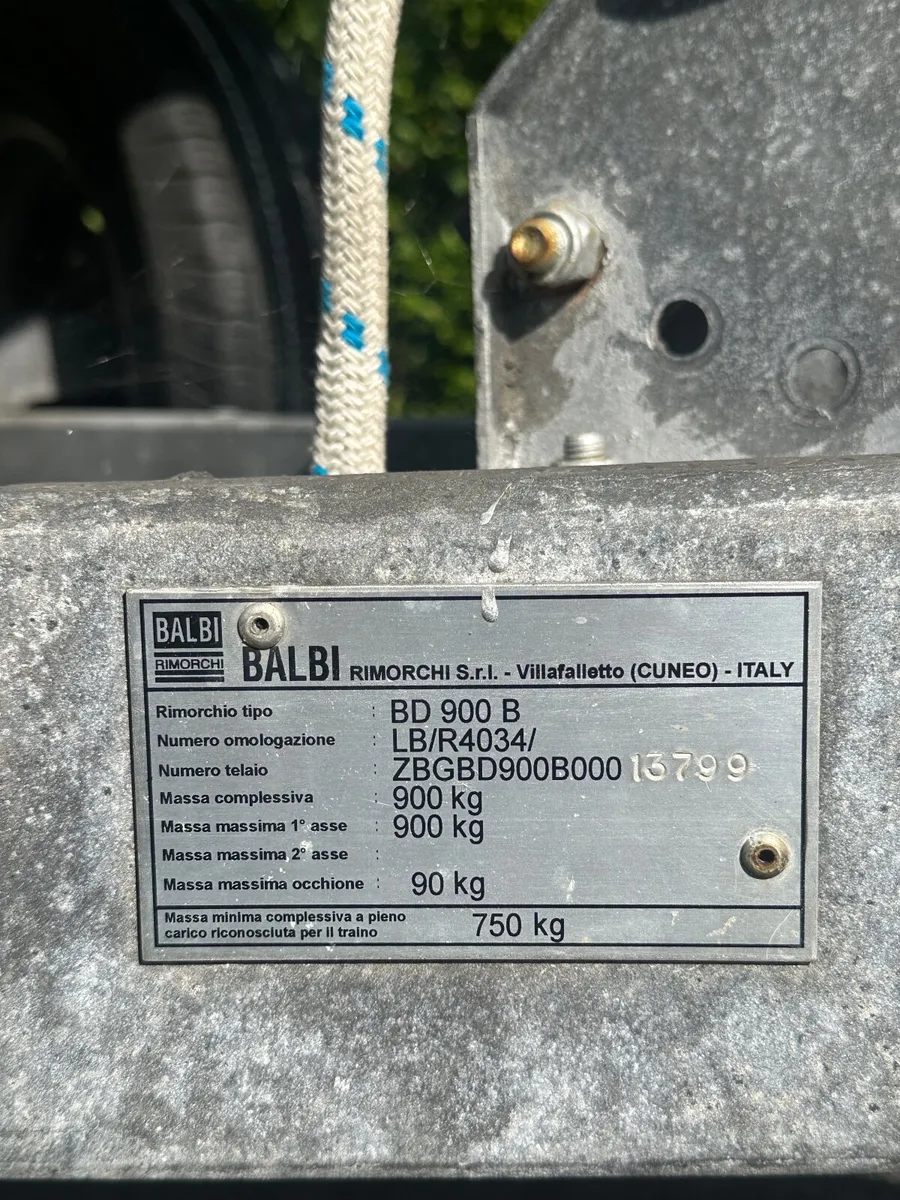 BALBI
RIMORCHI
BALBI RIMORCHI S.r.l. - Villafalletto (CUNEO) - ITALY
Rimorchio tipo : BD 900 B
Numero omologazione : LB/R4034/
Numero telaio : ZBGBD900B00013799
Massa complessiva : 900 kg
Massa massima 1° asse : 900 kg
Massa massima 2° asse :
Massa massima occhione : 90 kg
Massa minima complessiva a pieno
carico riconosciuta per il traino 750 kg